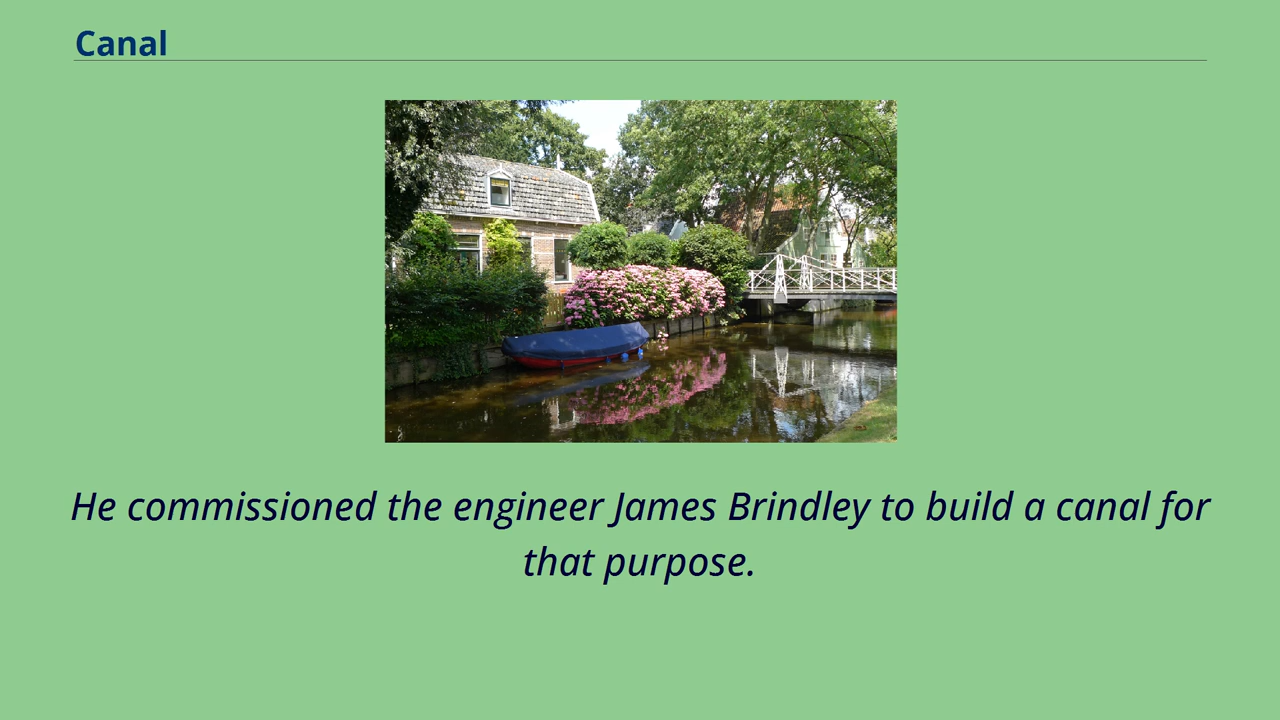 Canal
He commissioned the engineer James Brindley to build a canal for
that purpose.